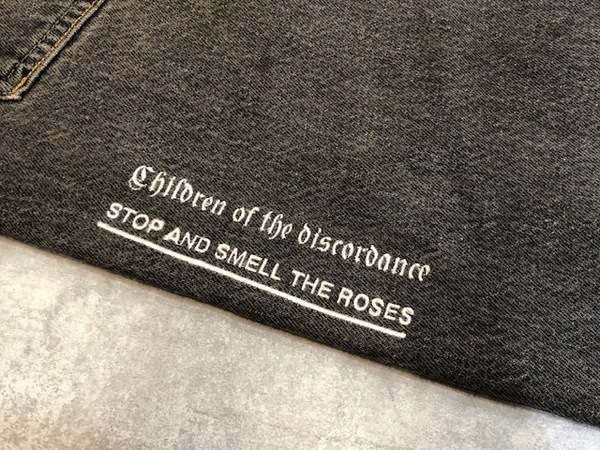 Children of the discordance
STOP AND SMELL THE ROSES